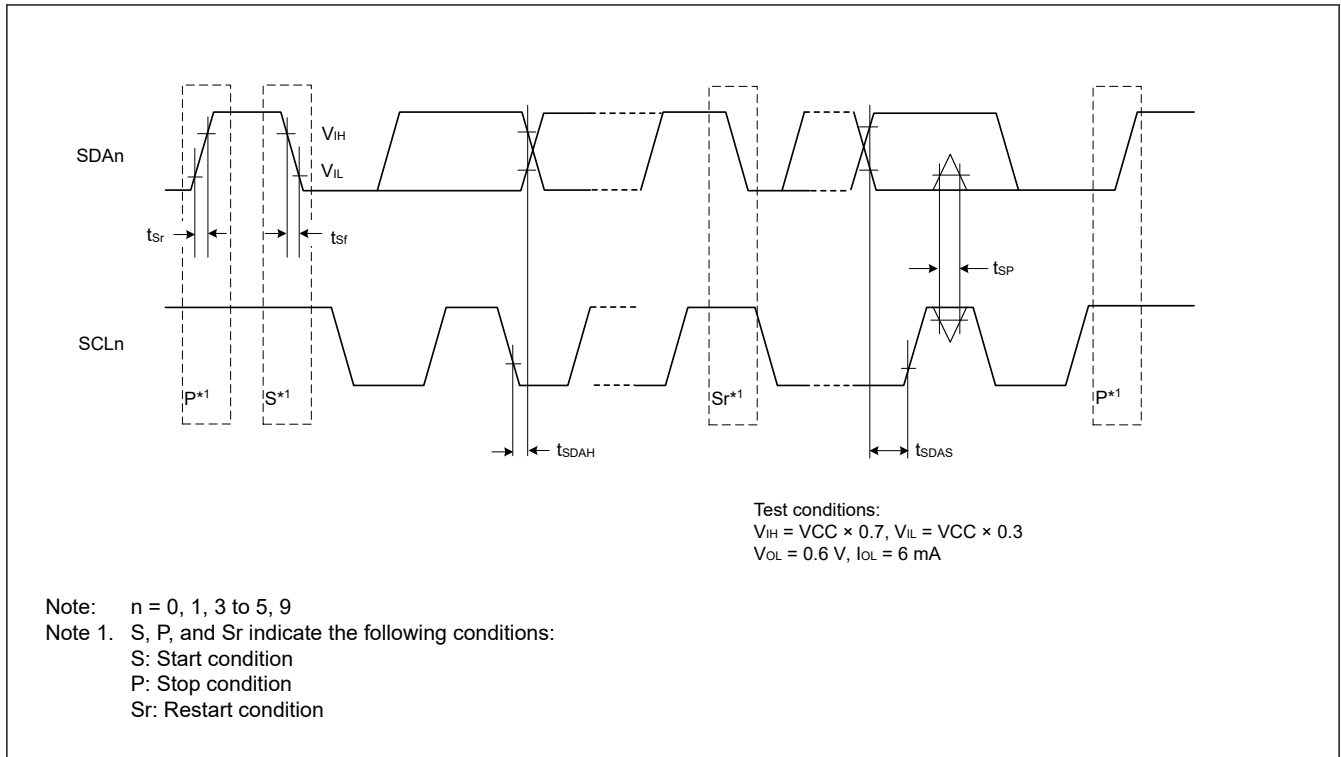 SDAn
VIH
VIL
tSr
tSf
tSP
SCLn
P*1
S*1
Sr*1
P*1
tSDAH
tSDAS
Test conditions:
VIH = VCC × 0.7, VIL = VCC × 0.3
VOL = 0.6 V, IOL = 6 mA
Note: n = 0, 1, 3 to 5, 9
Note 1. S, P, and Sr indicate the following conditions:
S: Start condition
P: Stop condition
Sr: Restart condition